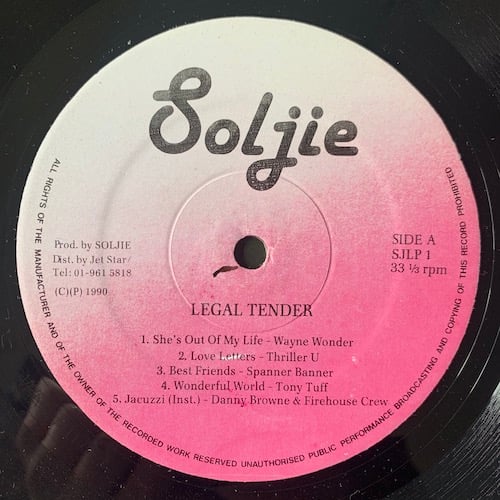 Soljie
Prod. by SOLJIE
Dist. by Jet Star/
Tel: 01-961 5818
(C)(P) 1990
SIDE A
SJLP 1
33 ⅓ rpm
LEGAL TENDER
1. She's Out Of My Life - Wayne Wonder
2. Love Letters - Thriller U
3. Best Friends - Spanner Banner
4. Wonderful World - Tony Tuff
5. Jacuzzi (Inst.) - Danny Browne & Firehouse Crew
ALL RIGHTS OF THE MANUFACTURER AND OF THE OWNER OF THE RECORDED WORK RESERVED UNAUTHORISED PUBLIC PERFORMANCE BROADCASTING AND COPYING OF THIS RECORD PROHIBITED